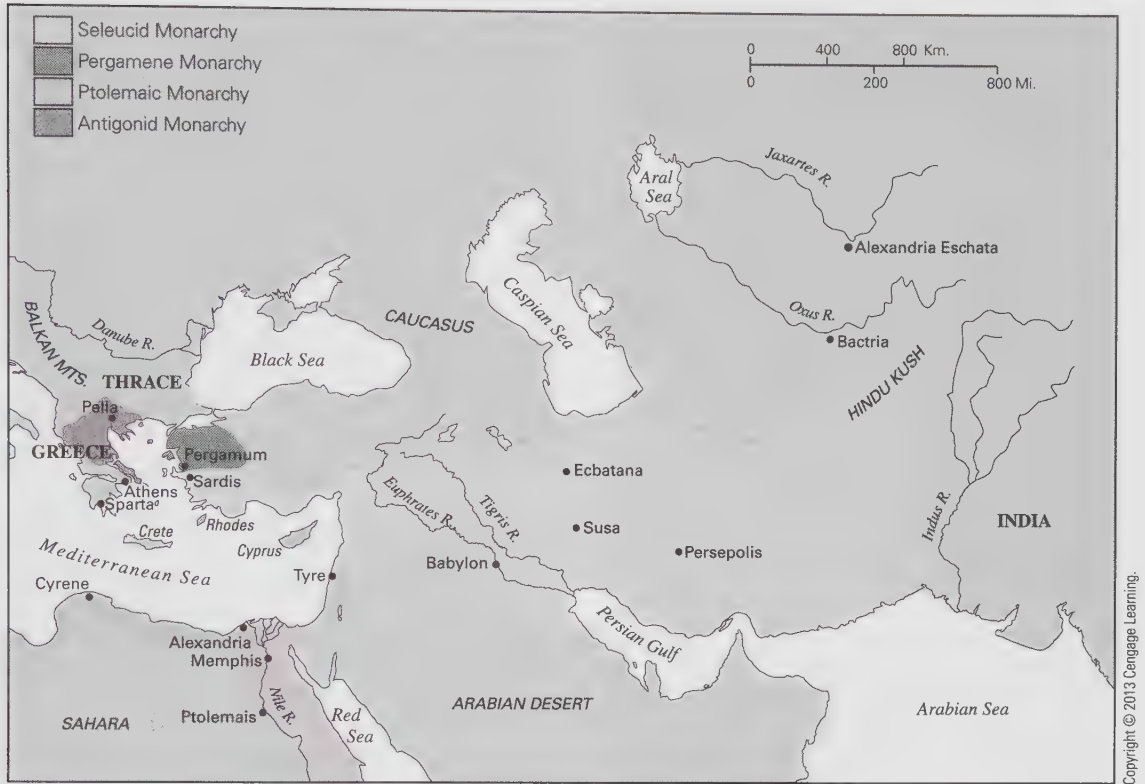 Seleucid Monarchy
Pergamene Monarchy
Ptolemaic Monarchy
Antigonid Monarchy
0 400 800 Km.
0 200 800 Mi.
Aral
Sea
Jaxartes R.
Alexandria Eschata
Caspian Sea
Oxus R.
Bactria
HINDU KUSH
CAUCASUS
BALKAN MTS.
Danube R.
Black Sea
THRACE
Pella
GREECE
Pergamum
Sardis
Athens
Sparta
Crete
Rhodes
Cyprus
Mediterranean Sea
Cyrene
Tyre
Euphrates R.
Tigris R.
Ecbatana
Susa
Persepolis
Babylon
Indus R.
INDIA
Persian Gulf
Alexandria
Memphis
Ptolemais
Nile R.
SAHARA
Red
Sea
ARABIAN DESERT
Arabian Sea
Copyright © 2013 Cengage Learning.